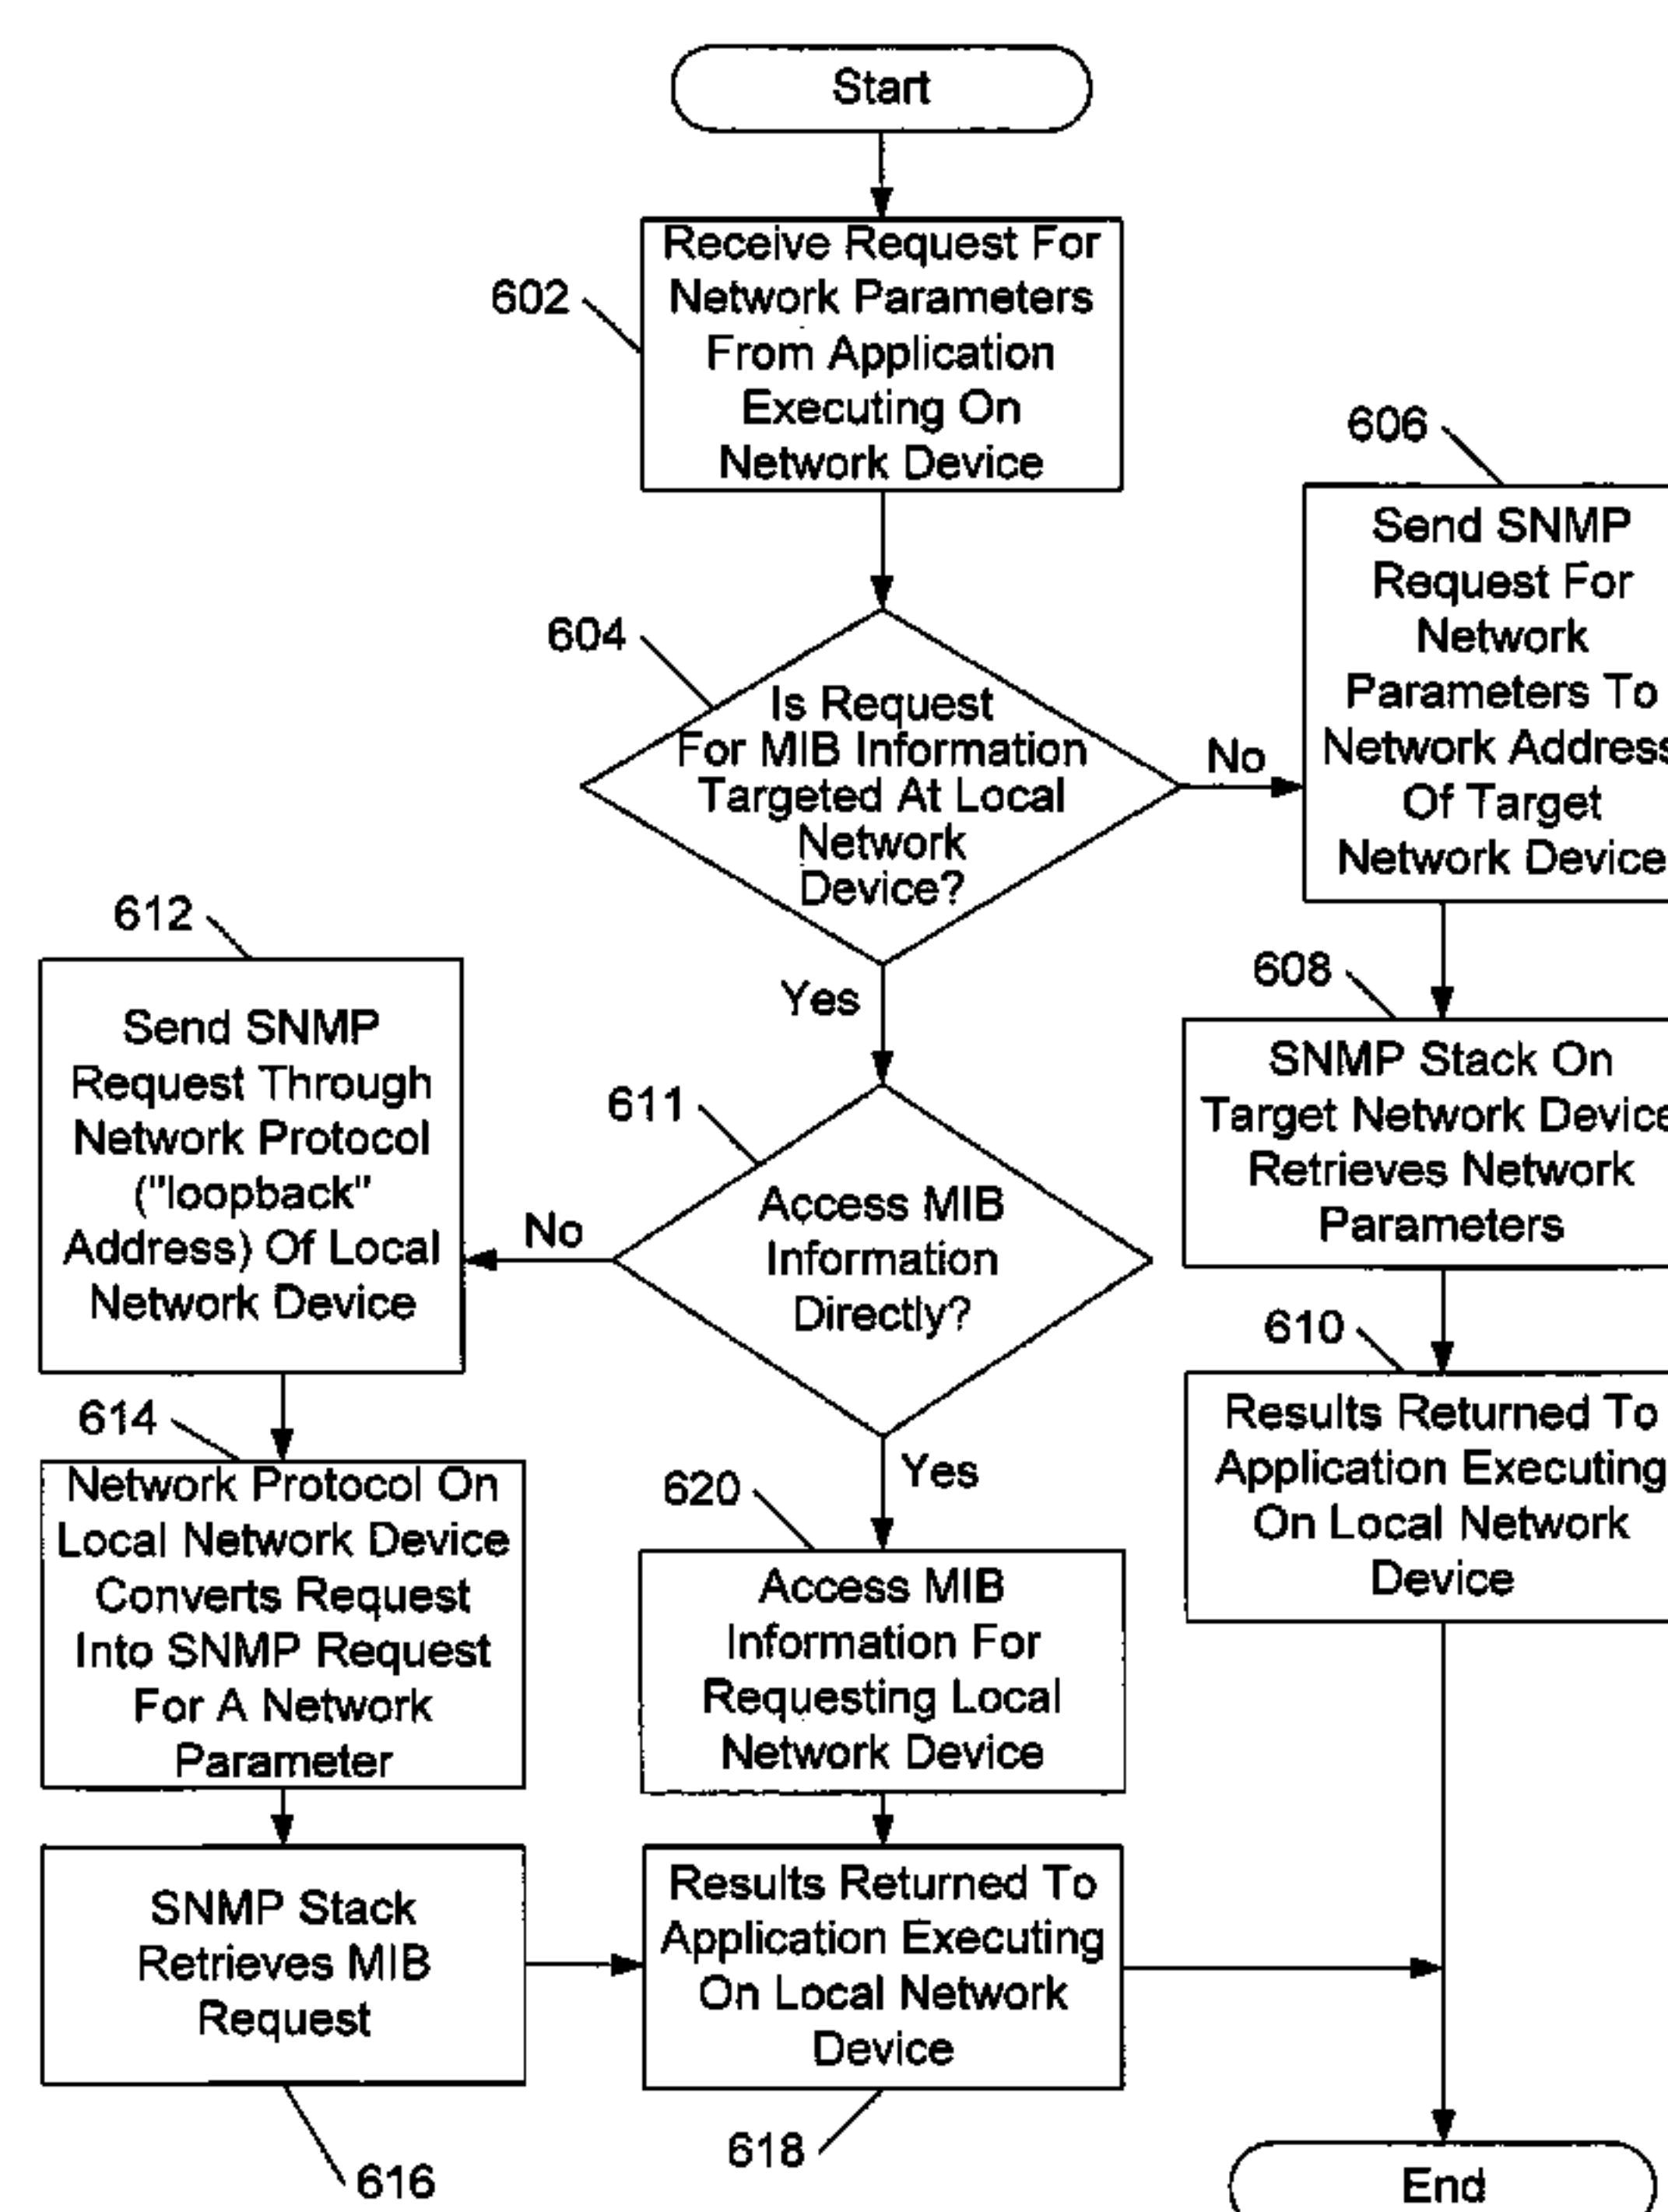 Start
602
Receive Request For
Network Parameters
From Application
Executing On
Network Device
604
Is Request
For MIB Information
Targeted At Local
Network
Device?
No
606
Send SNMP
Request For
Network
Parameters To
Network Address
Of Target
Network Device
Yes
608
SNMP Stack On
Target Network Device
Retrieves Network
Parameters
610
Results Returned To
Application Executing
On Local Network
Device
611
Access MIB
Information
Directly?
No
612
Send SNMP
Request Through
Network Protocol
("loopback"
Address) Of Local
Network Device
614
Network Protocol On
Local Network Device
Converts Request
Into SNMP Request
For A Network
Parameter
SNMP Stack
Retrieves MIB
Request
616
Yes
620
Access MIB
Information For
Requesting Local
Network Device
Results Returned To
Application Executing
On Local Network
Device
618
End